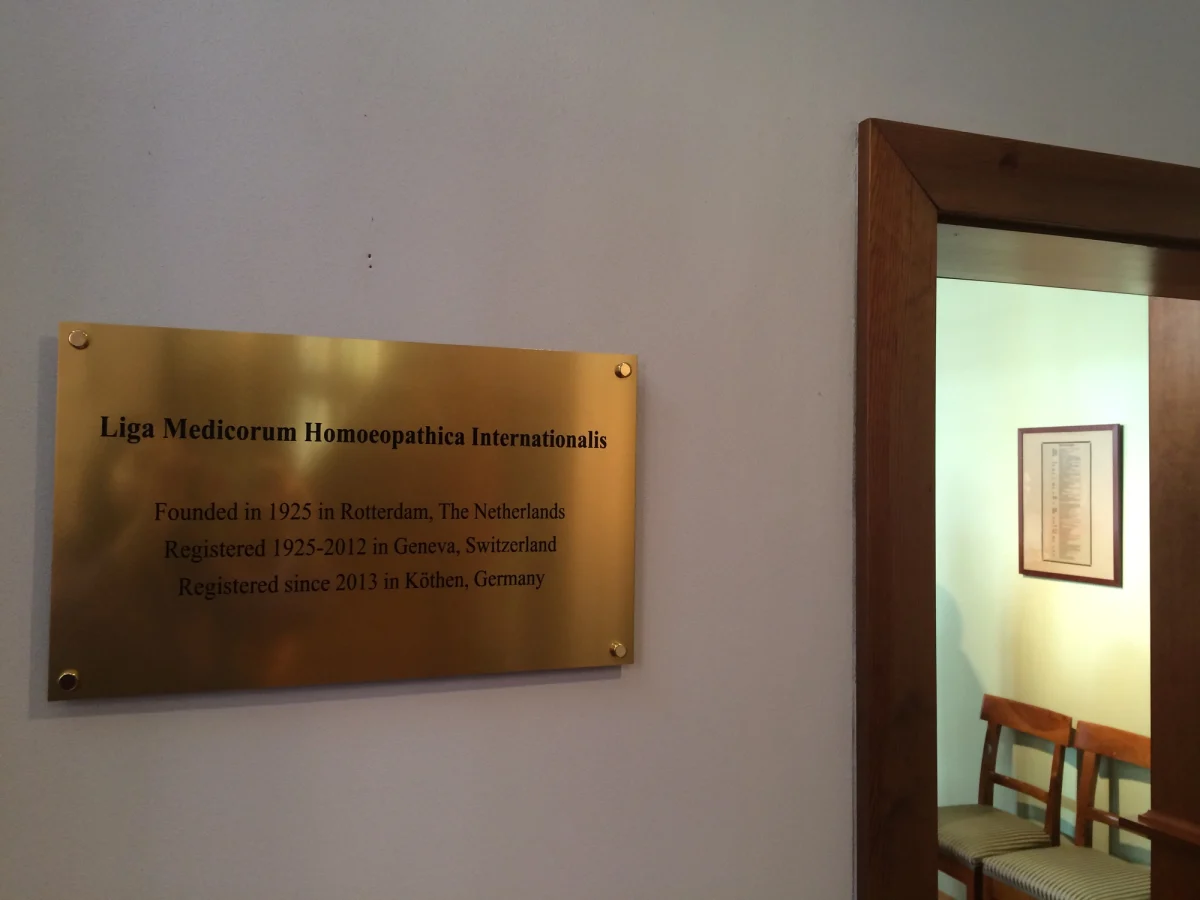 Liga Medicorum Homoeopathica Internationalis
Founded in 1925 in Rotterdam, The Netherlands
Registered 1925-2012 in Geneva, Switzerland
Registered since 2013 in Köthen, Germany